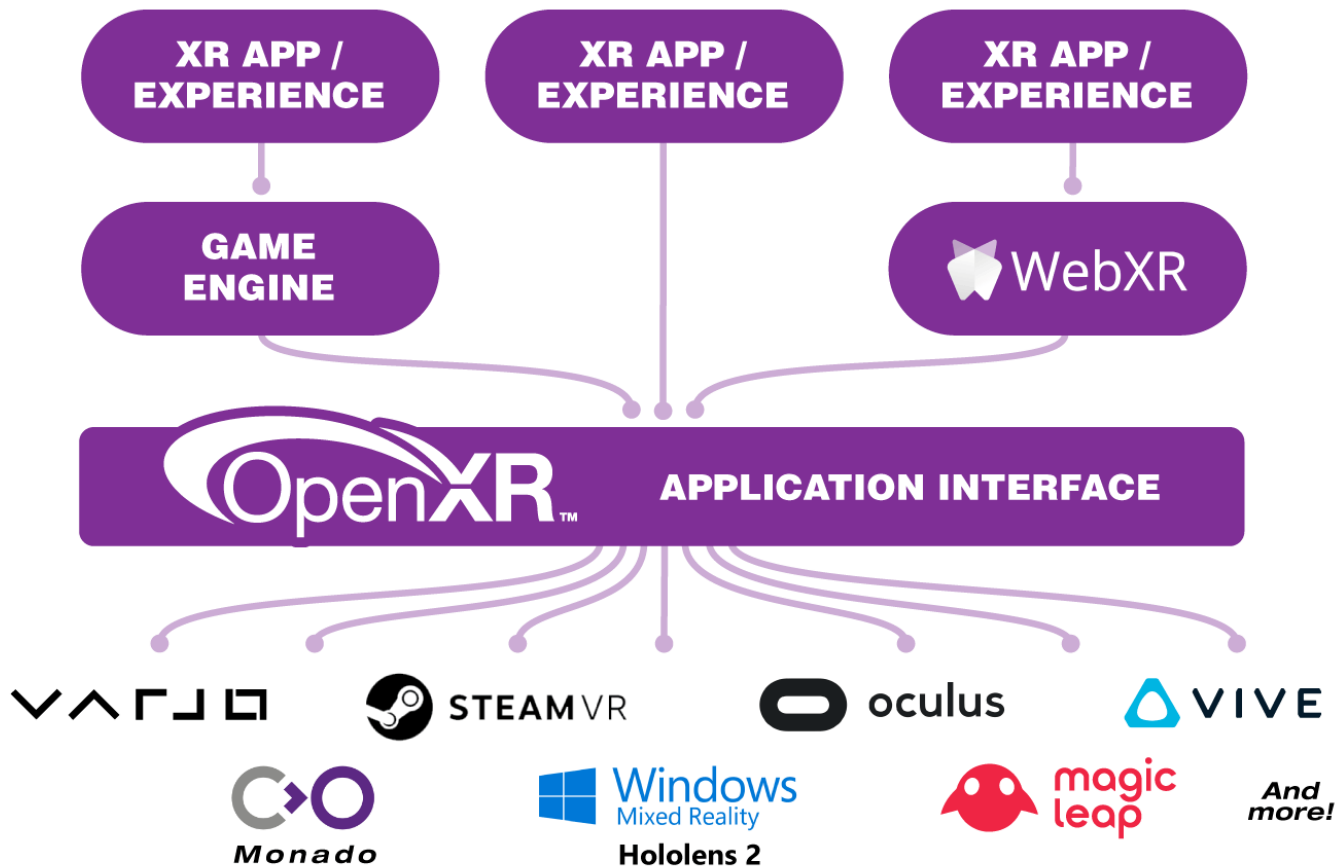 XR APP /
EXPERIENCE
XR APP /
EXPERIENCE
XR APP /
EXPERIENCE
GAME
ENGINE
WebXR
OpenXR™
APPLICATION INTERFACE
VARJO
STEAMVR
oculus
VIVE
Monado
Windows
Mixed Reality
Hololens 2
magic
leap
And
more!